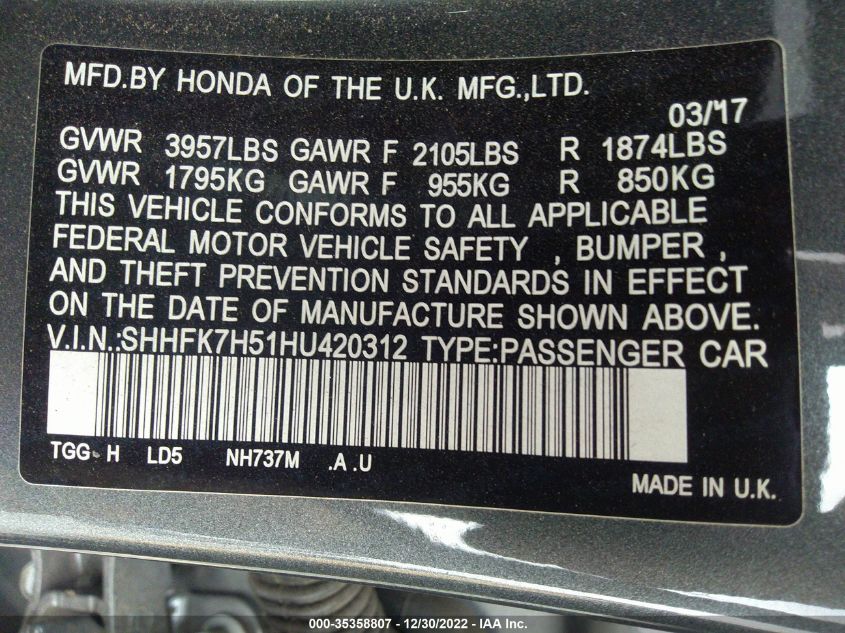 MFD.BY HONDA OF THE U.K. MFG.,LTD.
03/17
GVWR 3957LBS GAWR F 2105LBS R 1874LBS
GVWR 1795KG GAWR F 955KG R 850KG
THIS VEHICLE CONFORMS TO ALL APPLICABLE
FEDERAL MOTOR VEHICLE SAFETY , BUMPER ,
AND THEFT PREVENTION STANDARDS IN EFFECT
ON THE DATE OF MANUFACTURE SHOWN ABOVE.
V.I.N.:SHHFK7H51HU420312 TYPE:PASSENGER CAR
TGG H LD5 NH737M .A .U
MADE IN U.K.
000-35358807 - 12/30/2022 - IAA Inc.